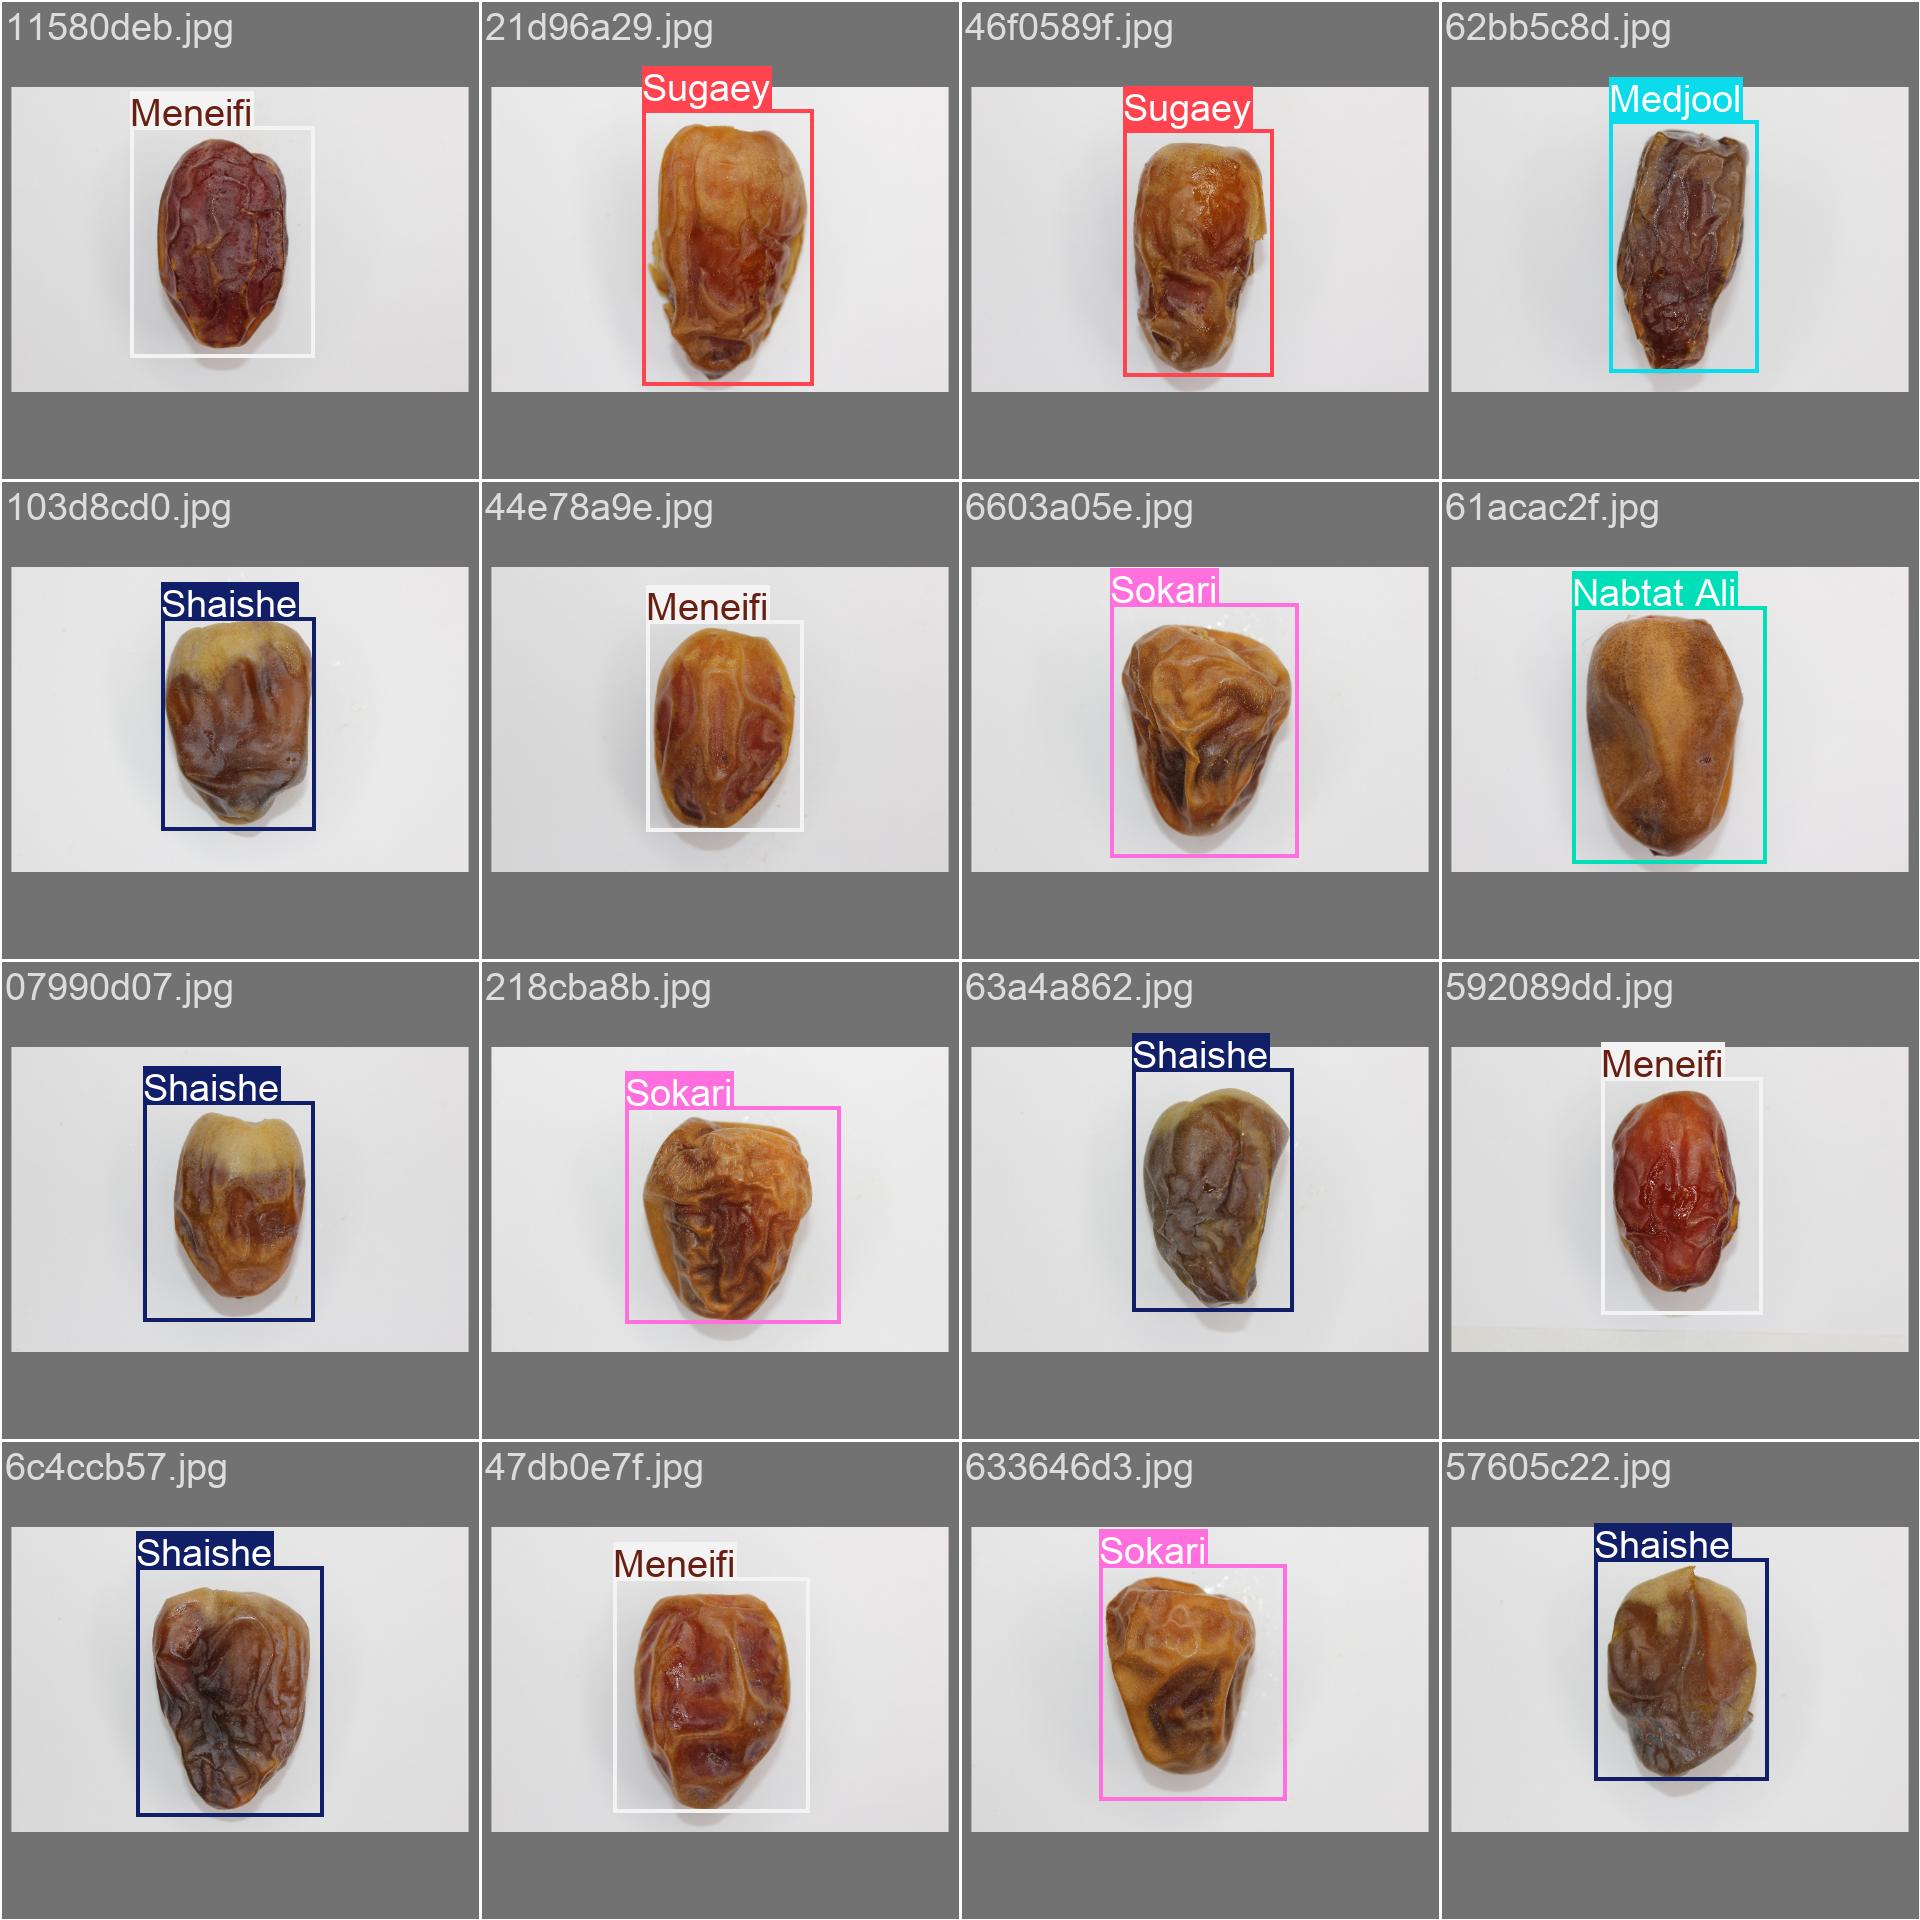 11580deb.jpg
Meneifi
21d96a29.jpg
Sugaey
46f0589f.jpg
Sugaey
62bb5c8d.jpg
Medjool
103d8cd0.jpg
Shaishe
44e78a9e.jpg
Meneifi
6603a05e.jpg
Sokari
61acac2f.jpg
Nabtat Ali
07990d07.jpg
Shaishe
218cba8b.jpg
Sokari
63a4a862.jpg
Shaishe
592089dd.jpg
Meneifi
6c4ccb57.jpg
Shaishe
47db0e7f.jpg
Meneifi
633646d3.jpg
Sokari
57605c22.jpg
Shaishe